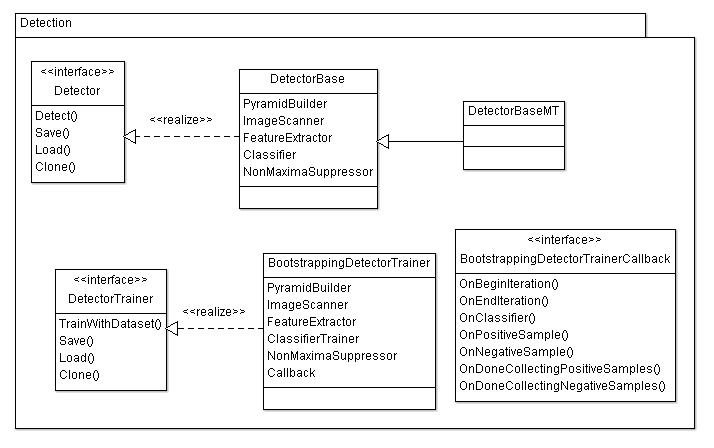 Detection
<<interface>>
Detector
Detect()
Save()
Load()
Clone()
<<realize>>
DetectorBase
PyramidBuilder
ImageScanner
FeatureExtractor
Classifier
NonMaximaSuppressor
DetectorBaseMT
<<interface>>
DetectorTrainer
TrainWithDataset()
Save()
Load()
Clone()
<<realize>>
BootstrappingDetectorTrainer
PyramidBuilder
ImageScanner
FeatureExtractor
ClassifierTrainer
NonMaximaSuppressor
Callback
<<interface>>
BootstrappingDetectorTrainerCallback
OnBeginIteration()
OnEndIteration()
OnClassifier()
OnPositiveSample()
OnNegativeSample()
OnDoneCollectingPositiveSamples()
OnDoneCollectingNegativeSamples()